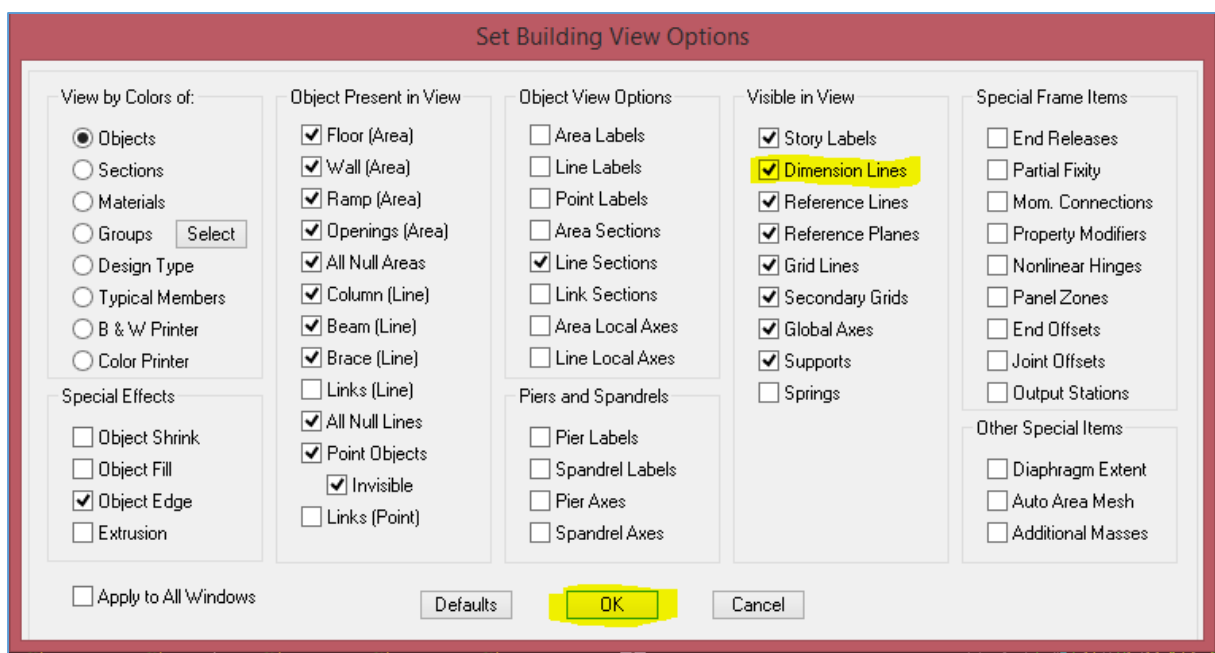 Set Building View Options
View by Colors of:
Objects
Sections
Materials
Groups
Select
Design Type
Typical Members
B & W Printer
Color Printer
Special Effects
Object Shrink
Object Fill
Object Edge
Extrusion
Object Present in View
Floor (Area)
Wall (Area)
Ramp (Area)
Openings (Area)
All Null Areas
Column (Line)
Beam (Line)
Brace (Line)
Links (Line)
All Null Lines
Point Objects
Invisible
Links (Point)
Object View Options
Area Labels
Line Labels
Point Labels
Area Sections
Line Sections
Link Sections
Area Local Axes
Line Local Axes
Piers and Spandrels
Pier Labels
Spandrel Labels
Pier Axes
Spandrel Axes
Visible in View
Story Labels
Dimension Lines
Reference Lines
Reference Planes
Grid Lines
Secondary Grids
Global Axes
Supports
Springs
Special Frame Items
End Releases
Partial Fixity
Mom. Connections
Property Modifiers
Nonlinear Hinges
Panel Zones
End Offsets
Joint Offsets
Output Stations
Other Special Items
Diaphragm Extent
Auto Area Mesh
Additional Masses
Apply to All Windows
Defaults
OK
Cancel